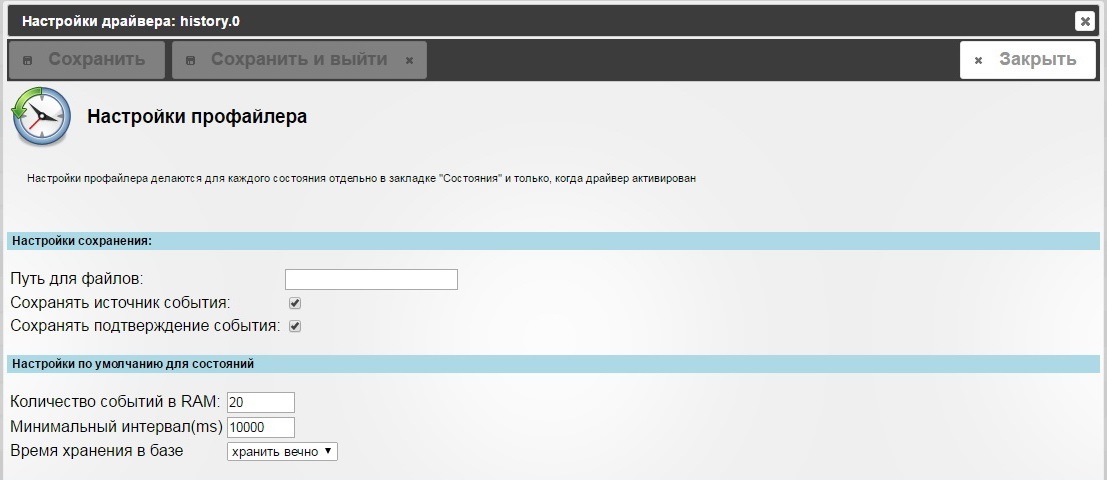 Настройки драйвера: history.0
Сохранить Сохранить и выйти Закрыть
Настройки профайлера
Настройки профайлера делаются для каждого состояния отдельно в закладке "Состояния" и только, когда драйвер активирован
Настройки сохранения:
Путь для файлов:
Сохранять источник события:
Сохранять подтверждение события:
Настройки по умолчанию для состояний
Количество событий в RAM: 20
Минимальный интервал(ms) 10000
Время хранения в базе хранить вечно